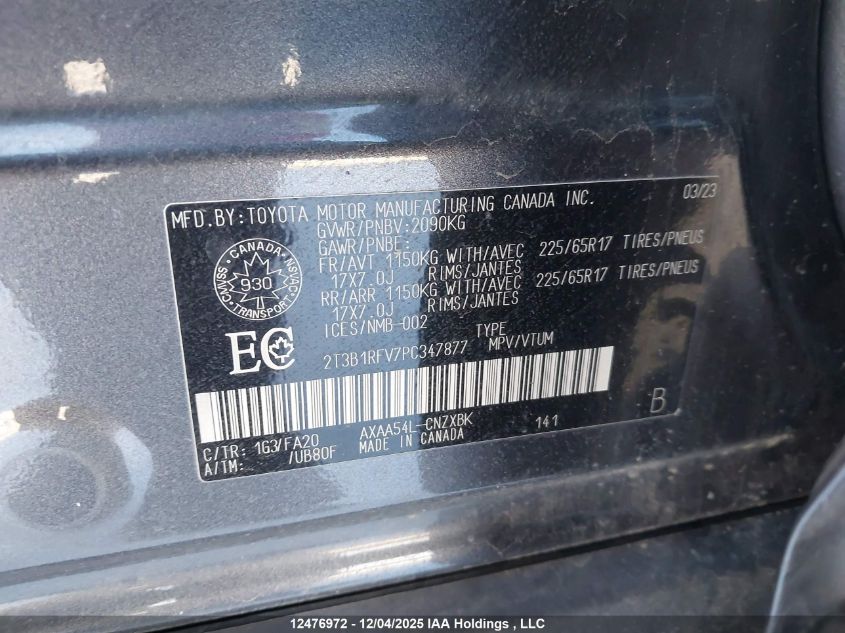 03/23
MFD.BY:TOYOTA MOTOR MANUFACTURING CANADA INC.
GVWR/PNBV:2090KG
GAWR/PNBE:
FR/AVT 1150KG WITH/AVEC 225/65R17 TIRES/PNEUS
17X7.0J RIMS/JANTES
RR/ARR 1150KG WITH/AVEC 225/65R17 TIRES/PNEUS
17X7.0J RIMS/JANTES
ICES/NMB-002
CANADA
CMVSS NSVAC
930
TRANSPORT
EC
TYPE
2T3B1RFV7PC347877 MPV/VTUM
B
C/TR: 1G3/FA20 AXAA54L-CNZXBK 141
A/TM: /UB80F MADE IN CANADA
12476972 - 12/04/2025 IAA Holdings , LLC